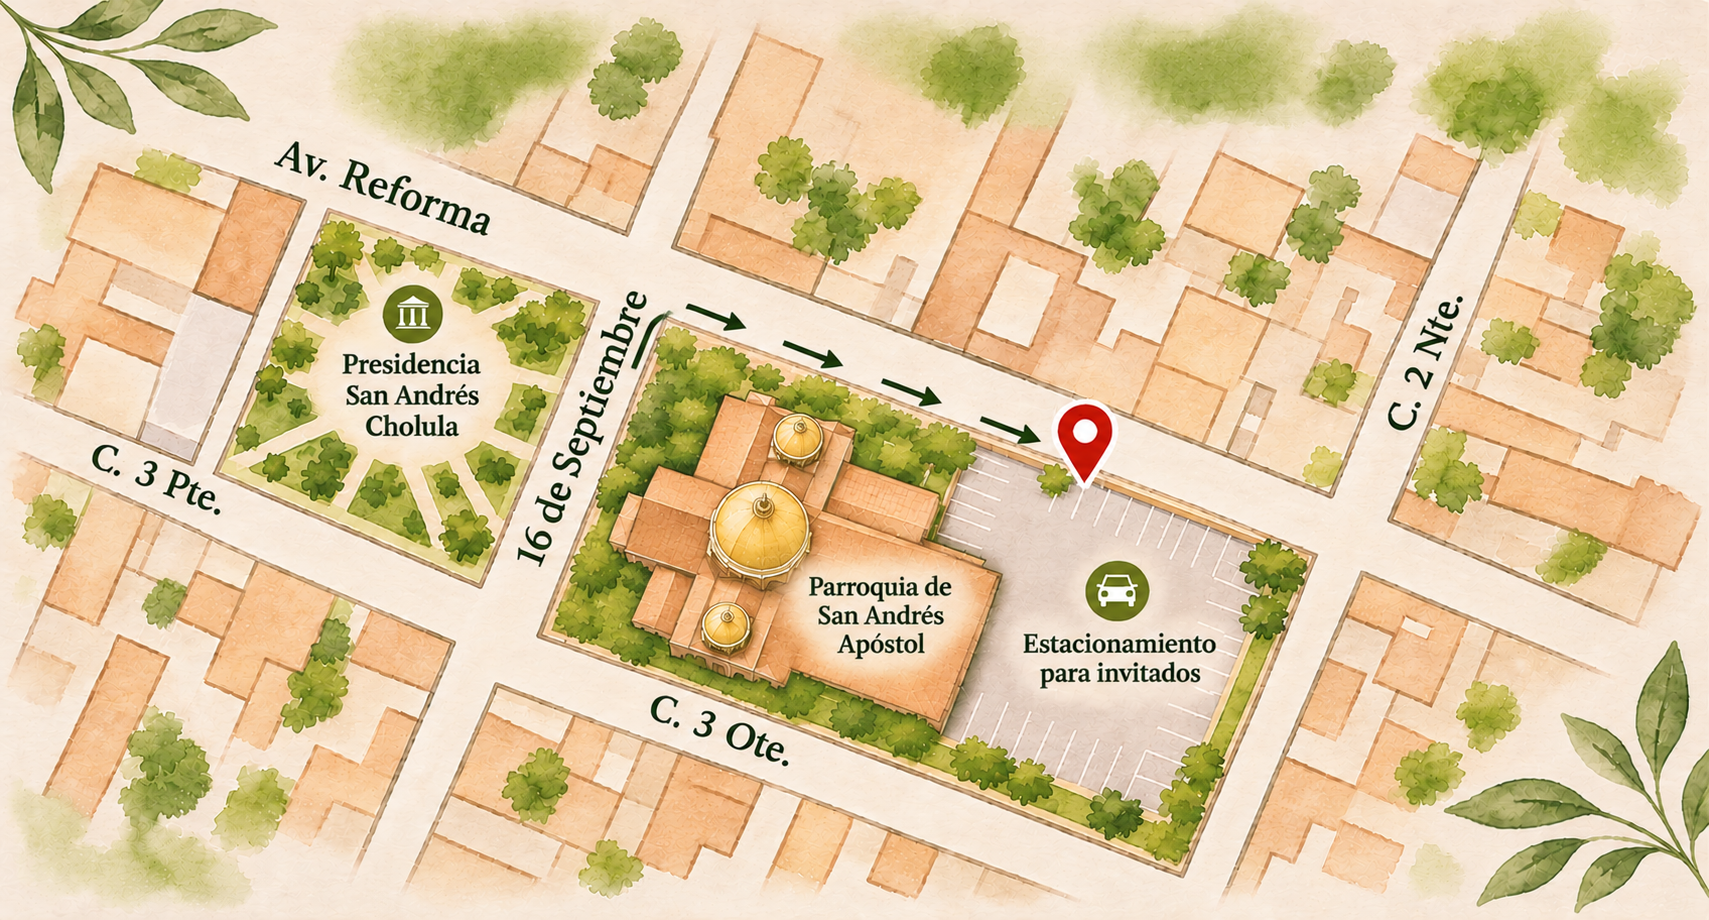 Av. Reforma
Presidencia
San Andrés
Cholula
16 de Septiembre
C. 2 Nte.
C. 3 Pte.
Parroquia de
San Andrés
Apóstol
Estacionamiento
para invitados
C. 3 Ote.